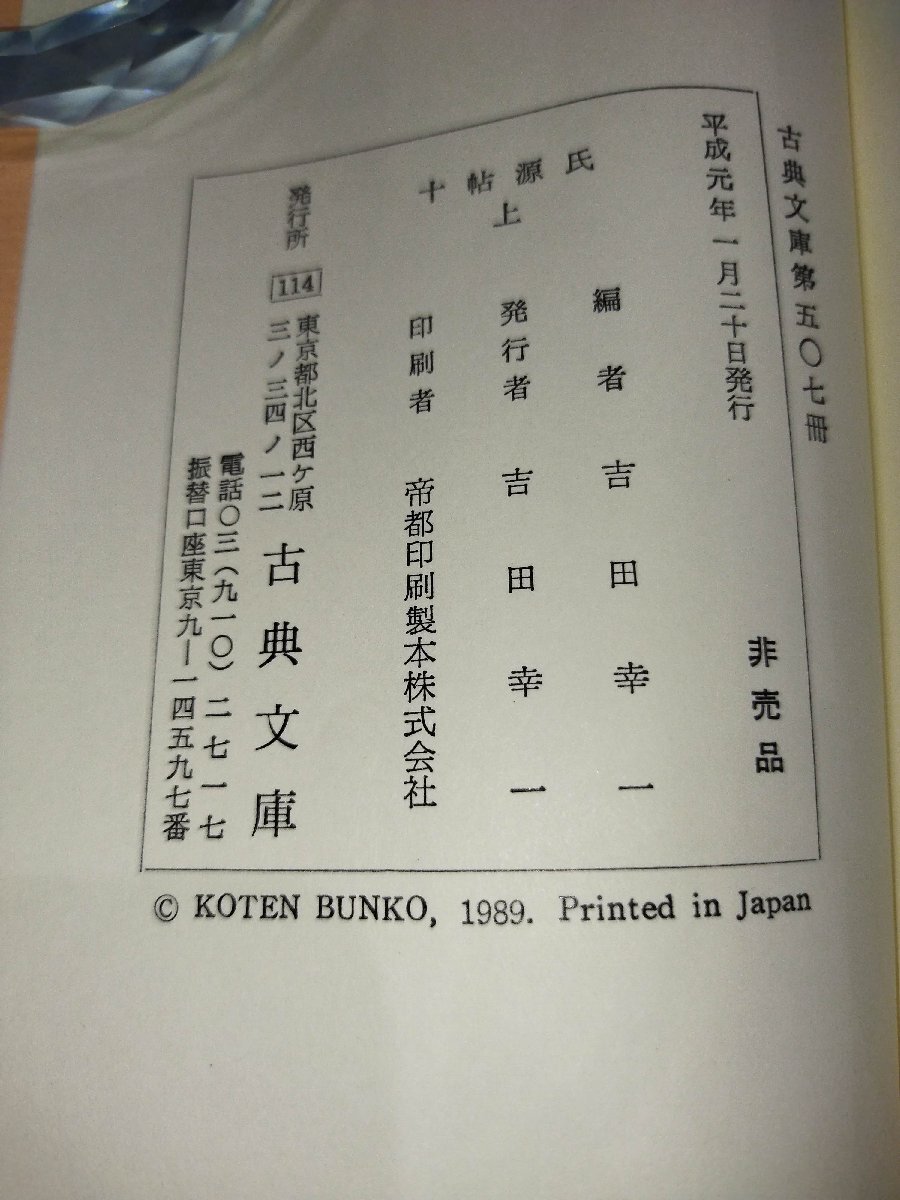 古典文庫第五〇七冊
平成元年一月二十日発行
非売品
十帖源氏
上
編者 吉田幸一
発行者 吉田幸一
印刷者 帝都印刷製本株式会社
発行所
114
東京都北区西ケ原
三ノ三四ノ一二
古典文庫
電話〇三(九一〇)二七一七
振替口座東京九―一四五九七番
© KOTEN BUNKO, 1989. Printed in Japan